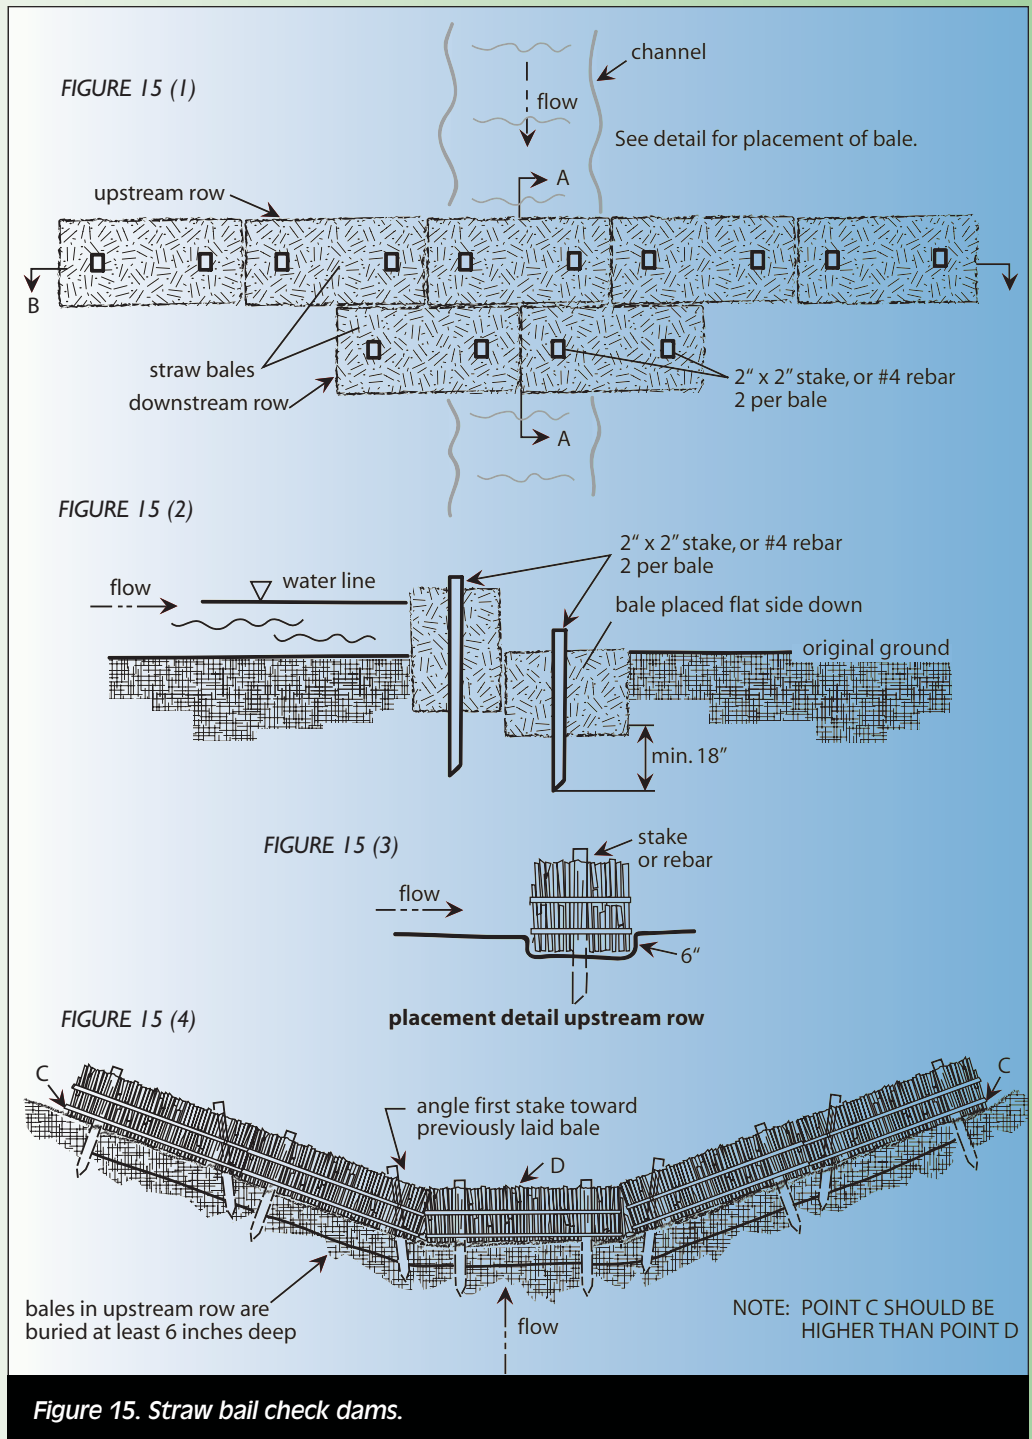 FIGURE 15 (1)
channel
flow
See detail for placement of bale.
A
upstream row
B
straw bales
downstream row
2“ x 2” stake, or #4 rebar
2 per bale
A
FIGURE 15 (2)
2“ x 2” stake, or #4 rebar
2 per bale
flow
water line
bale placed flat side down
original ground
min. 18”
FIGURE 15 (3)
stake
or rebar
flow
6“
placement detail upstream row
FIGURE 15 (4)
C
C
angle first stake toward
previously laid bale
D
bales in upstream row are
buried at least 6 inches deep
flow
NOTE: POINT C SHOULD BE
HIGHER THAN POINT D
Figure 15. Straw bail check dams.